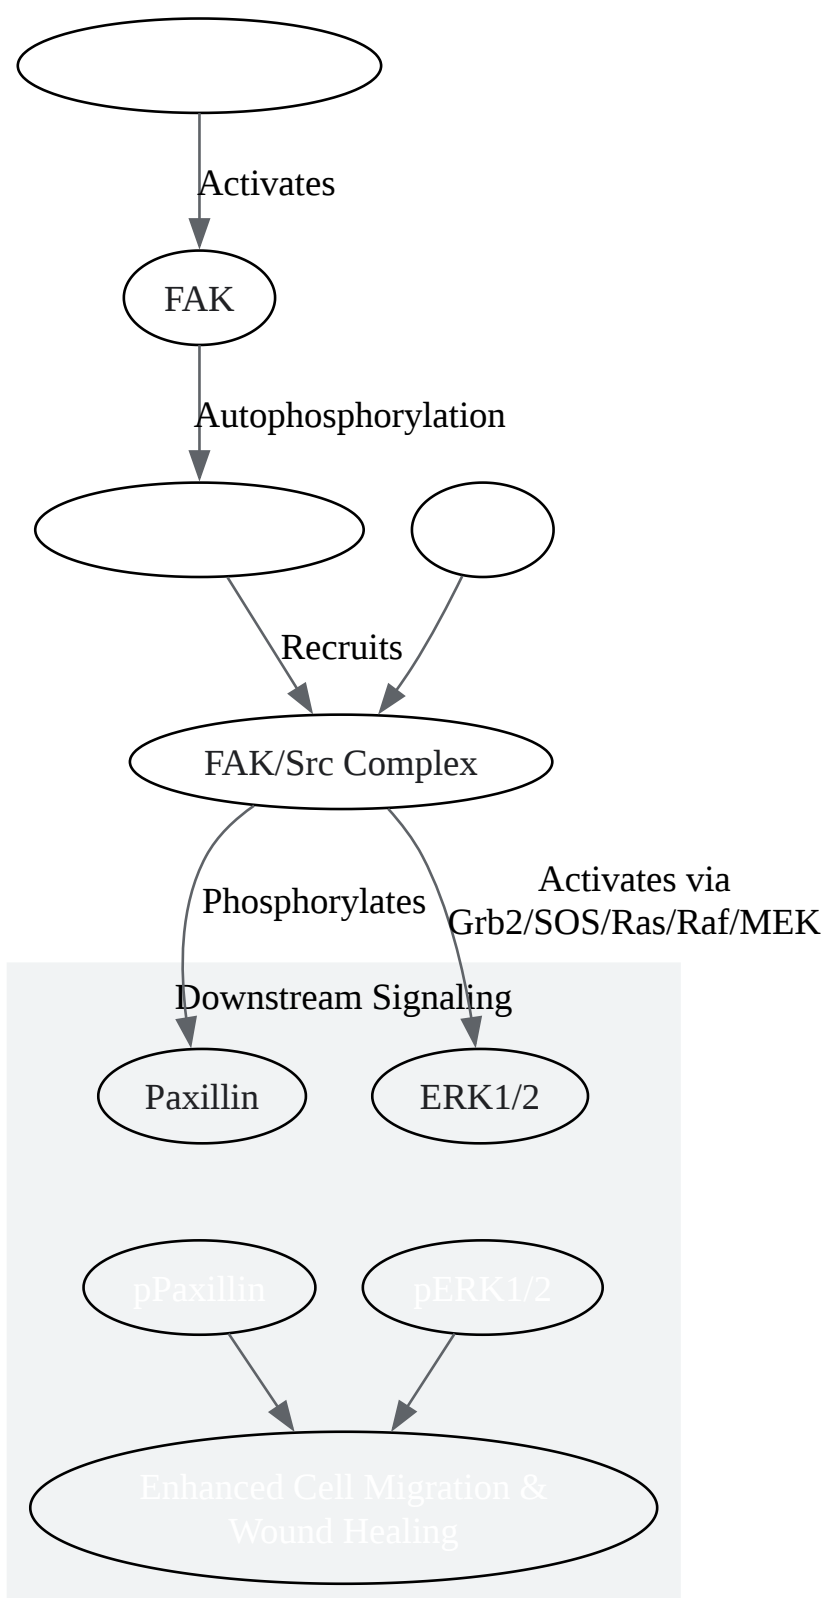 Activates
FAK
Autophosphorylation
Recruits
FAK/Src Complex
Phosphorylates
Activates via
Grb2/SOS/Ras/Raf/MEK
Downstream Signaling
Paxillin
ERK1/2
pPaxillin
pERK1/2
Enhanced Cell Migration &
Wound Healing